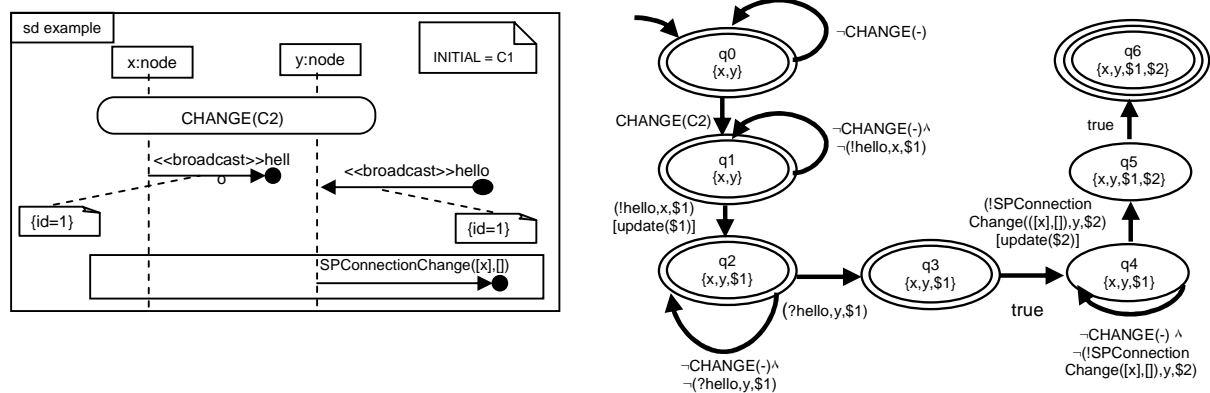 sd example
INITIAL = C1
x:node
y:node
CHANGE(C2)
<<broadcast>>hell
o
<<broadcast>>hello
{id=1}
{id=1}
SPConnectionChange([x],[])
q0
{x,y}
¬CHANGE(-)
CHANGE(C2)
q1
{x,y}
¬CHANGE(-)^
¬(!hello,x,$1)
(!hello,x,$1)
[update($1)]
q2
{x,y,$1}
¬CHANGE(-)^
¬(?hello,y,$1)
(?hello,y,$1)
q3
{x,y,$1}
true
q4
{x,y,$1}
¬CHANGE(-) ^
¬(!SPConnection
Change([x],[]),y,$2)
(!SPConnection
Change(([x],[]),y,$2)
[update($2)]
q5
{x,y,$1,$2}
true
q6
{x,y,$1,$2}